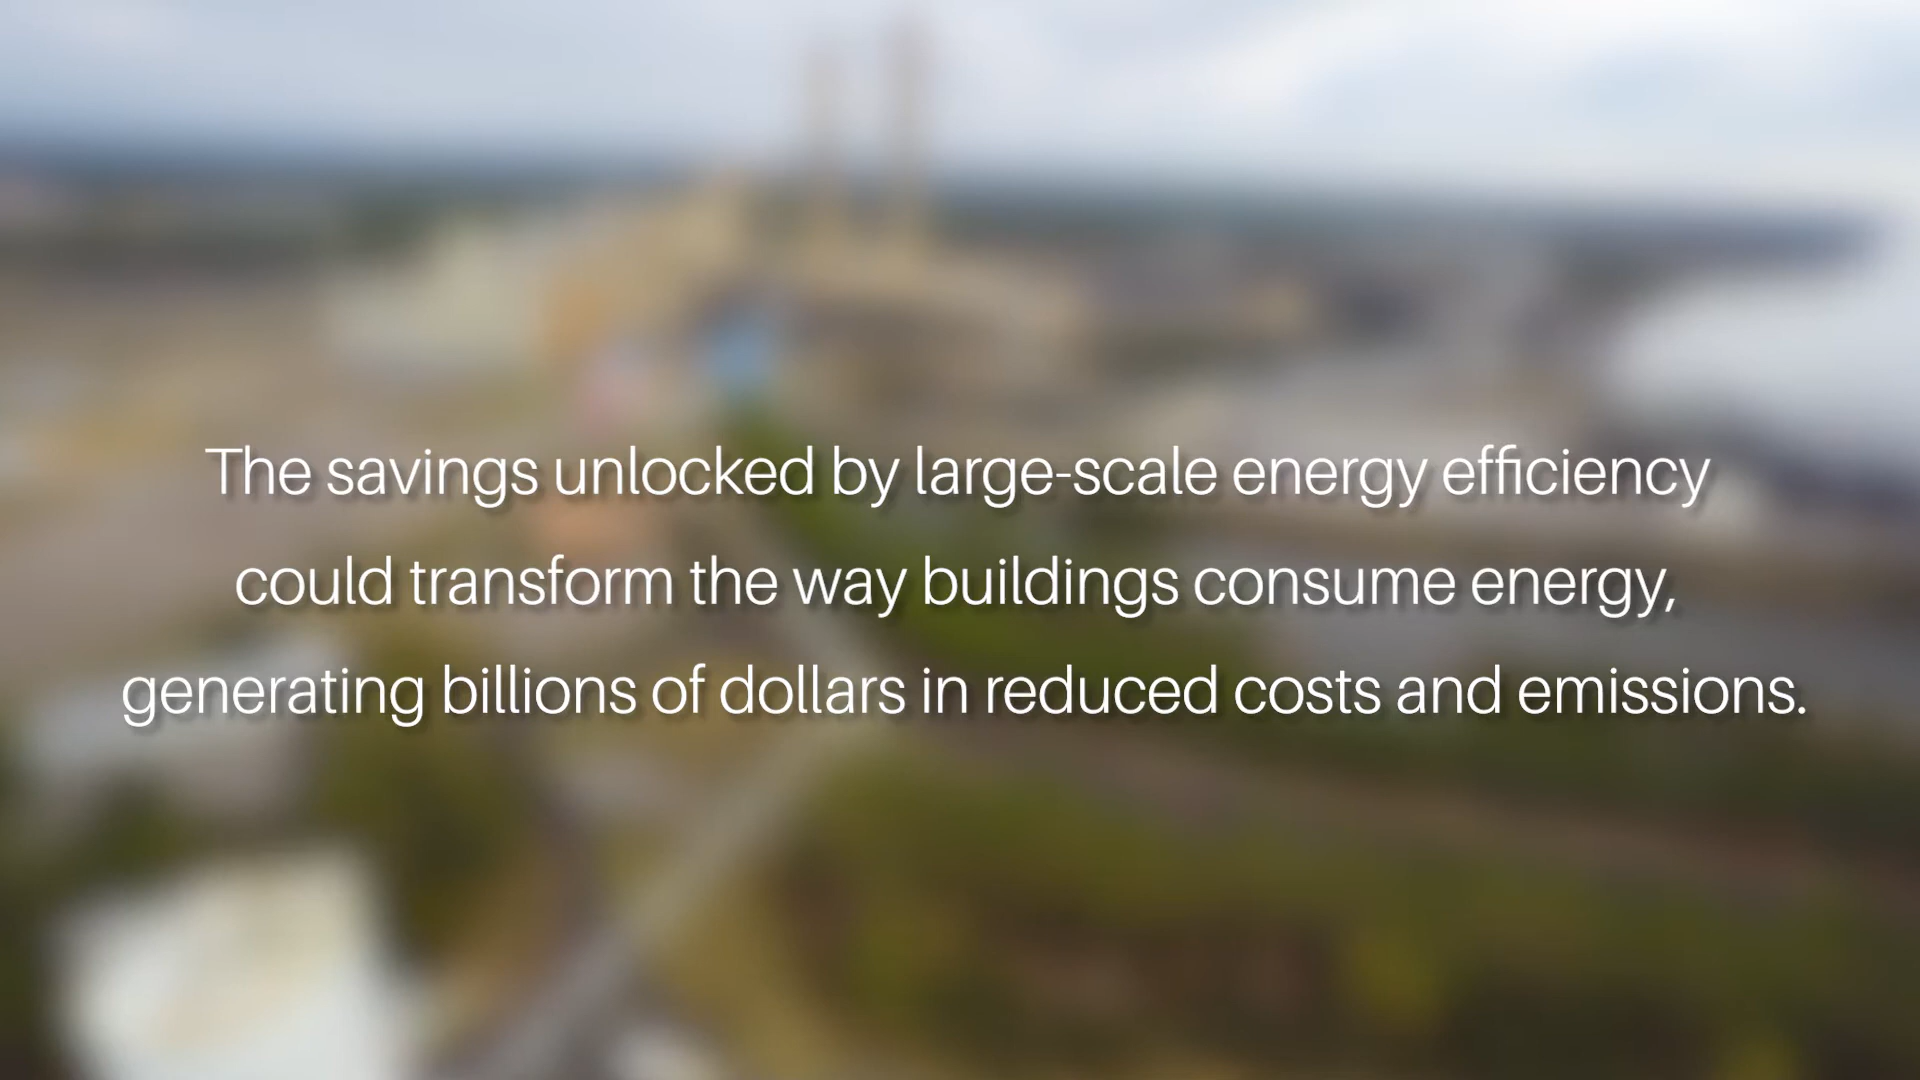 The savings unlocked by large-scale energy efficiency
could transform the way buildings consume energy,
generating billions of dollars in reduced costs and emissions.